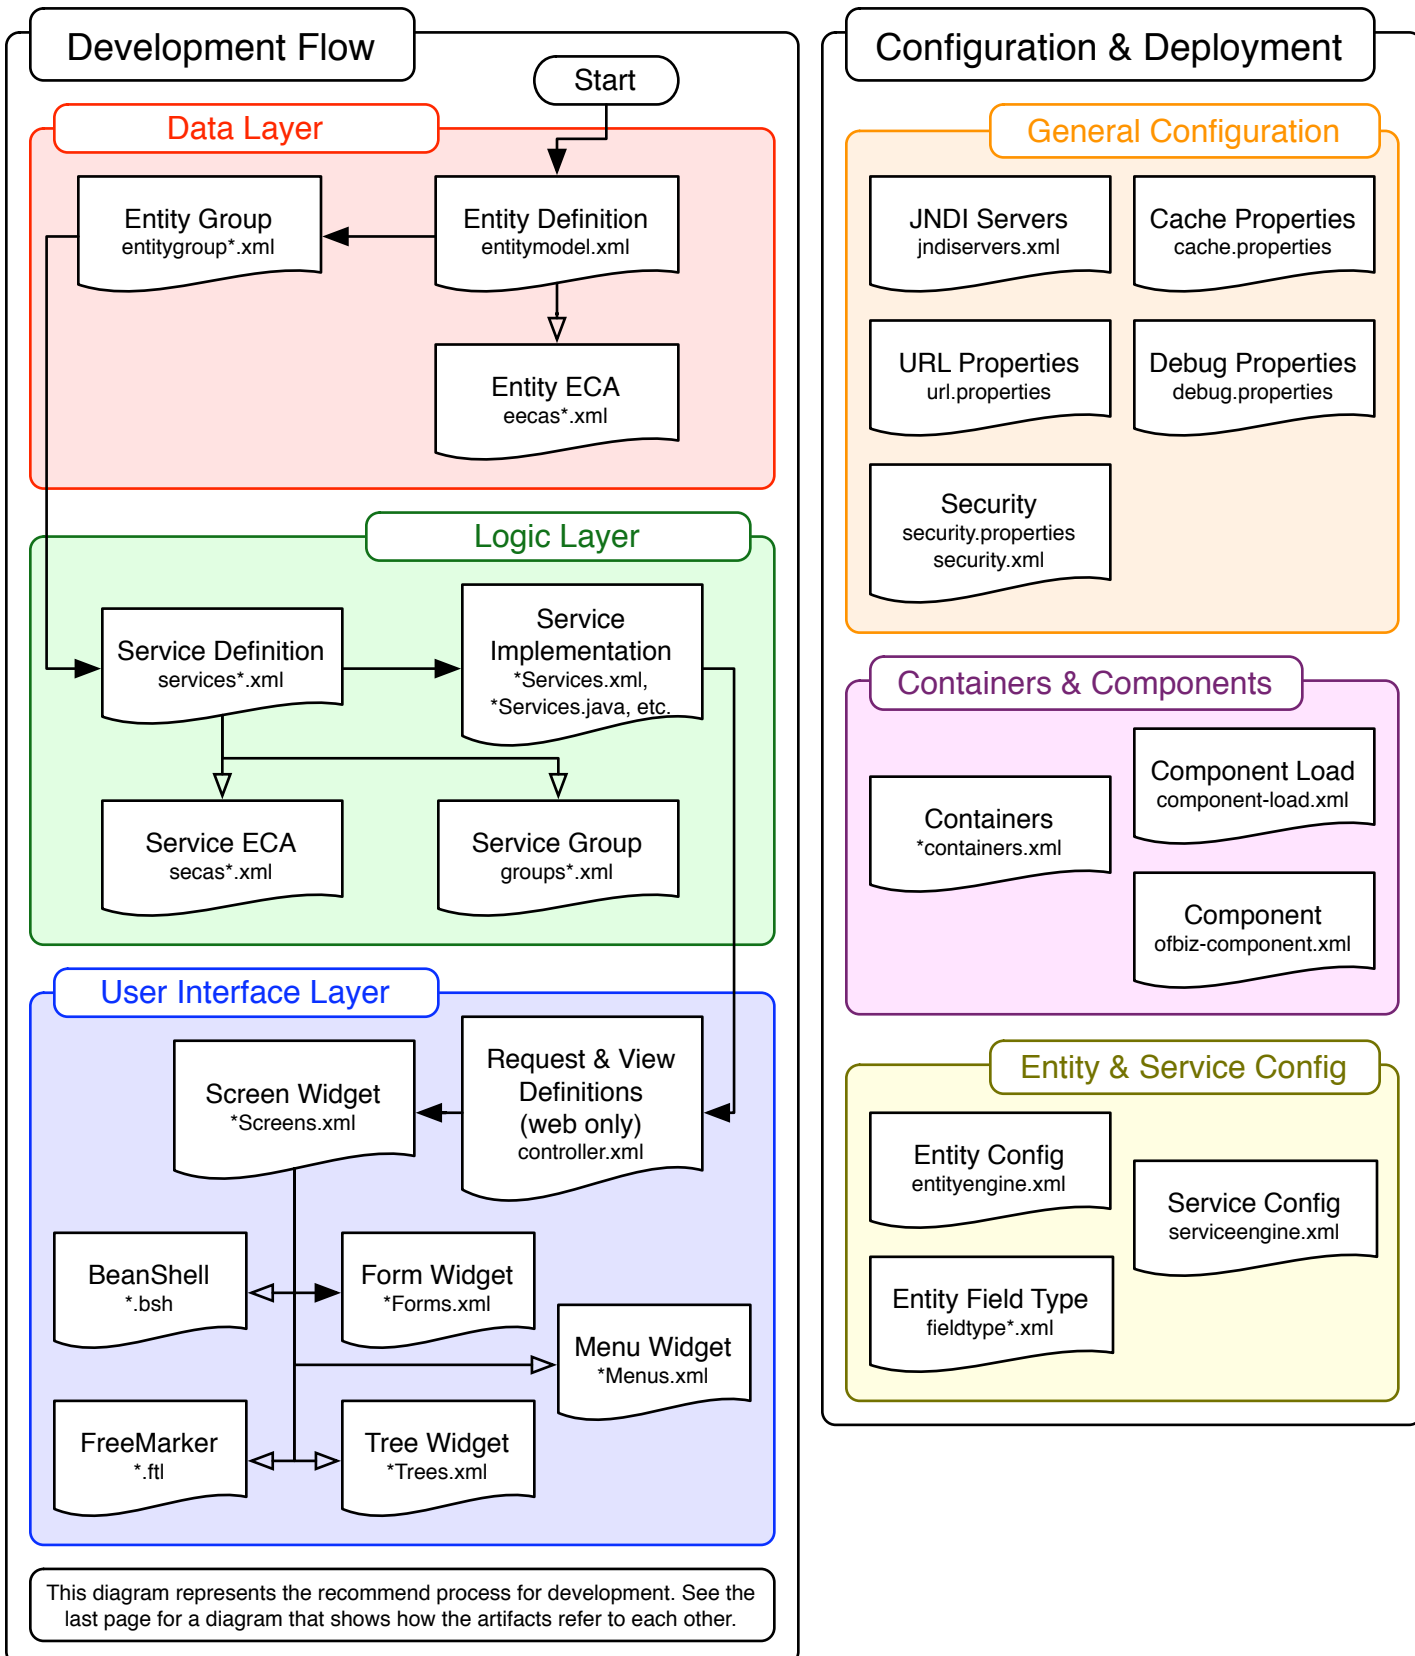 Development Flow
Start
Data Layer
Entity Group
entitygroup*.xml
Entity Definition
entitymodel.xml
Entity ECA
eecas*.xml
Logic Layer
Service Definition
services*.xml
Service
Implementation
*Services.xml,
*Services.java, etc.
Service ECA
secas*.xml
Service Group
groups*.xml
User Interface Layer
Screen Widget
*Screens.xml
Request & View
Definitions
(web only)
controller.xml
BeanShell
*.bsh
Form Widget
*Forms.xml
Menu Widget
*Menus.xml
FreeMarker
*.ftl
Tree Widget
*Trees.xml
This diagram represents the recommend process for development. See the
last page for a diagram that shows how the artifacts refer to each other.
Configuration & Deployment
General Configuration
JNDI Servers
jndiservers.xml
Cache Properties
cache.properties
URL Properties
url.properties
Debug Properties
debug.properties
Security
security.properties
security.xml
Containers & Components
Containers
*containers.xml
Component Load
component-load.xml
Component
ofbiz-component.xml
Entity & Service Config
Entity Config
entityengine.xml
Service Config
serviceengine.xml
Entity Field Type
fieldtype*.xml